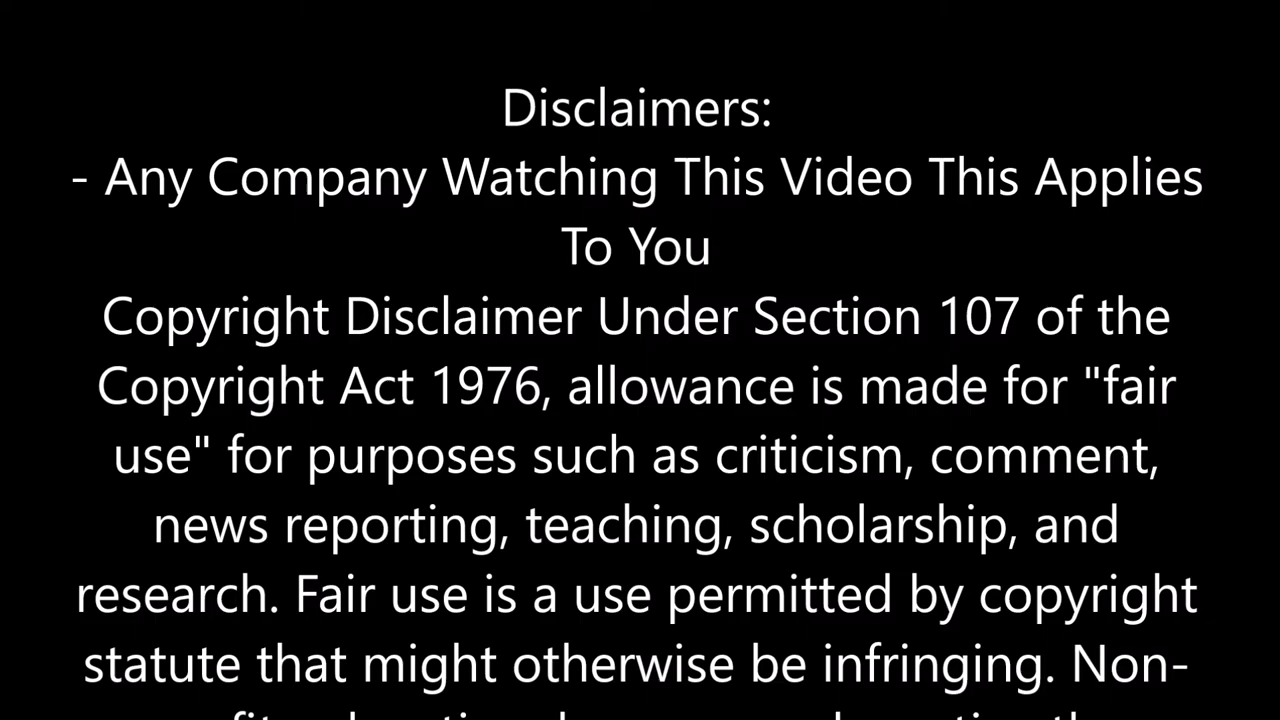 Disclaimers:
- Any Company Watching This Video This Applies
To You
Copyright Disclaimer Under Section 107 of the
Copyright Act 1976, allowance is made for "fair
use" for purposes such as criticism, comment,
news reporting, teaching, scholarship, and
research. Fair use is a use permitted by copyright
statute that might otherwise be infringing. Non-